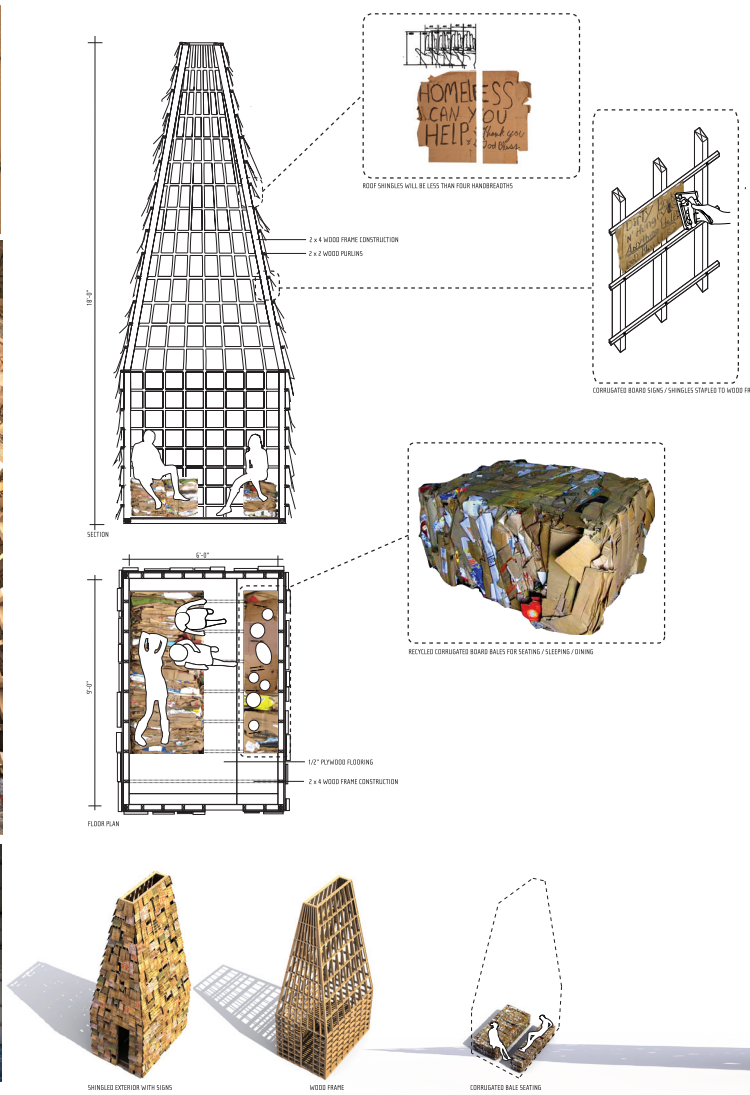 HOMELESS
CAN YOU
HELP
Thank you
God Bless
ROOF SHINGLES WILL BE LESS THAN FOUR HANDBREADTHS
2 x 4 WOOD FRAME CONSTRUCTION
2 x 2 WOOD PURLINS
18'-0"
CORRUGATED BOARD SIGNS / SHINGLES STAPLED TO WOOD FR
SECTION
6'-0"
9'-0"
RECYCLED CORRUGATED BOARD BALES FOR SEATING / SLEEPING / DINING
1/2" PLYWOOD FLOORING
2 x 4 WOOD FRAME CONSTRUCTION
FLOOR PLAN
SHINGLED EXTERIOR WITH SIGNS
WOOD FRAME
CORRUGATED BALE SEATING